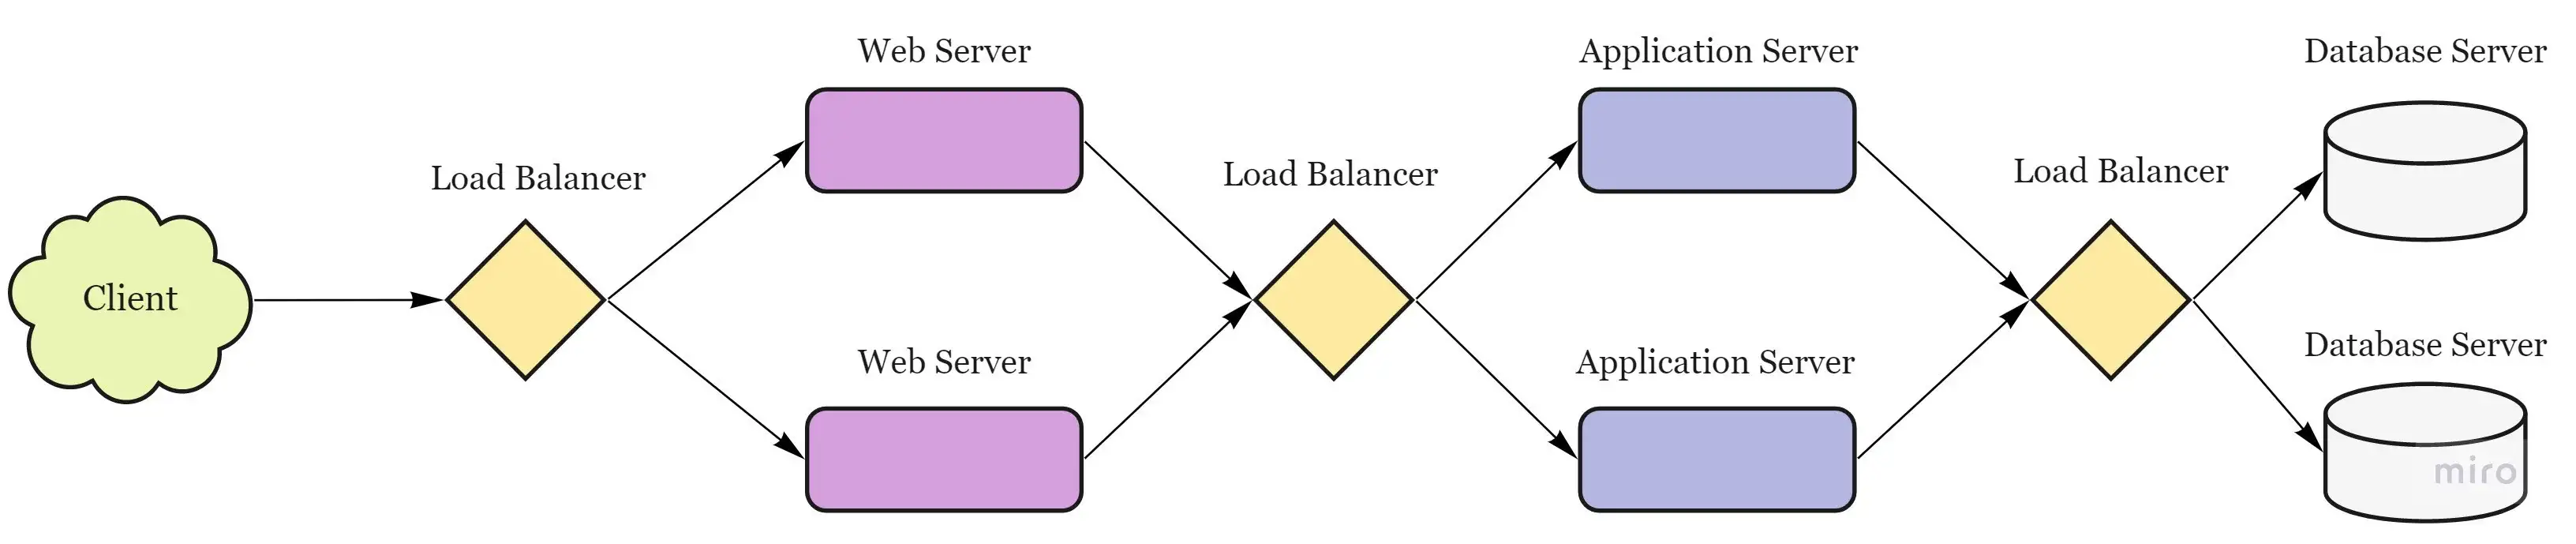 Web Server
Application Server
Database Server
Load Balancer
Load Balancer
Load Balancer
Client
Web Server
Application Server
Database Server
miro